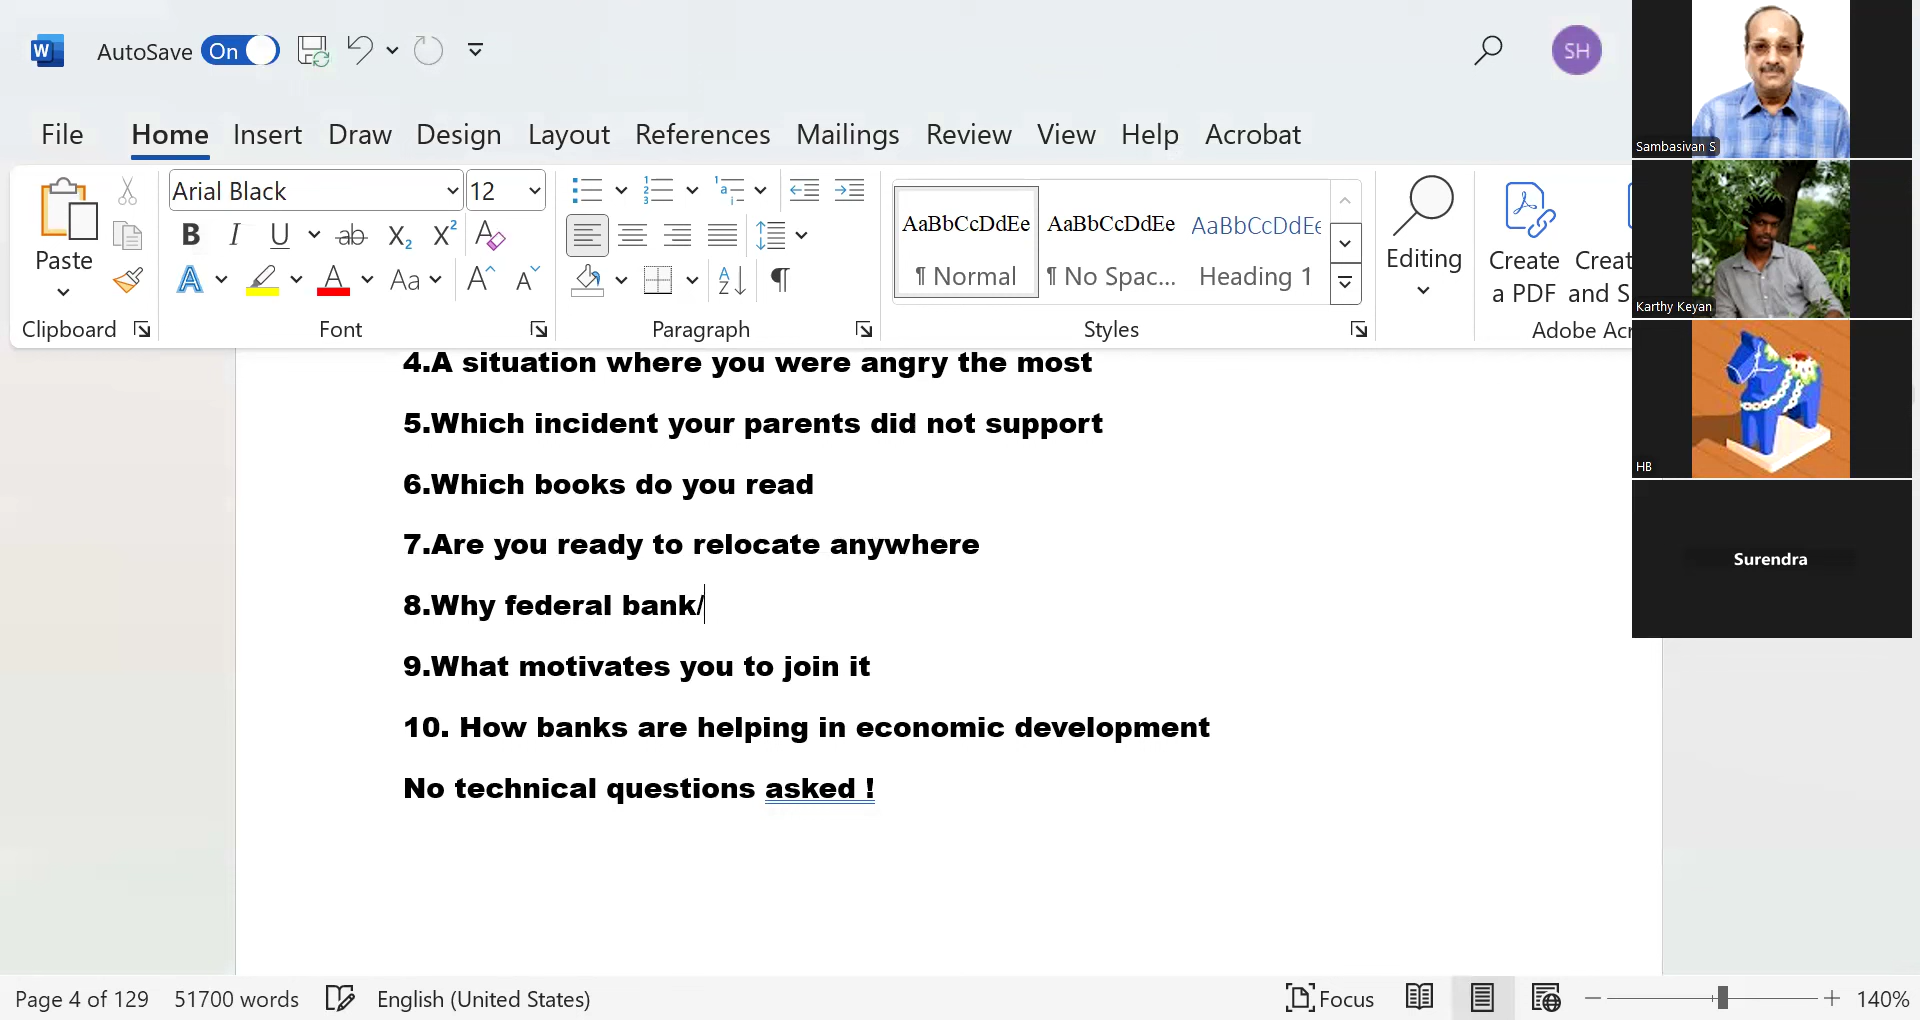 W AutoSave On SH
File Home Insert Draw Design Layout References Mailings Review View Help Acrobat
Arial Black 12
Paste
B I U ab X2 X2 A
A A Aa A A
AaBbCcDdEe AaBbCcDdEe AaBbCcDdEe
¶ Normal ¶ No Spac... Heading 1
Editing
Create a PDF
Creat and S
Clipboard Font Paragraph Styles Adobe Acr
4.A situation where you were angry the most
5.Which incident your parents did not support
6.Which books do you read
7.Are you ready to relocate anywhere
8.Why federal bank/
9.What motivates you to join it
10. How banks are helping in economic development
No technical questions asked !
Sambasivan S
Karthy Keyan
HB
Surendra
Page 4 of 129 51700 words English (United States) Focus 140%